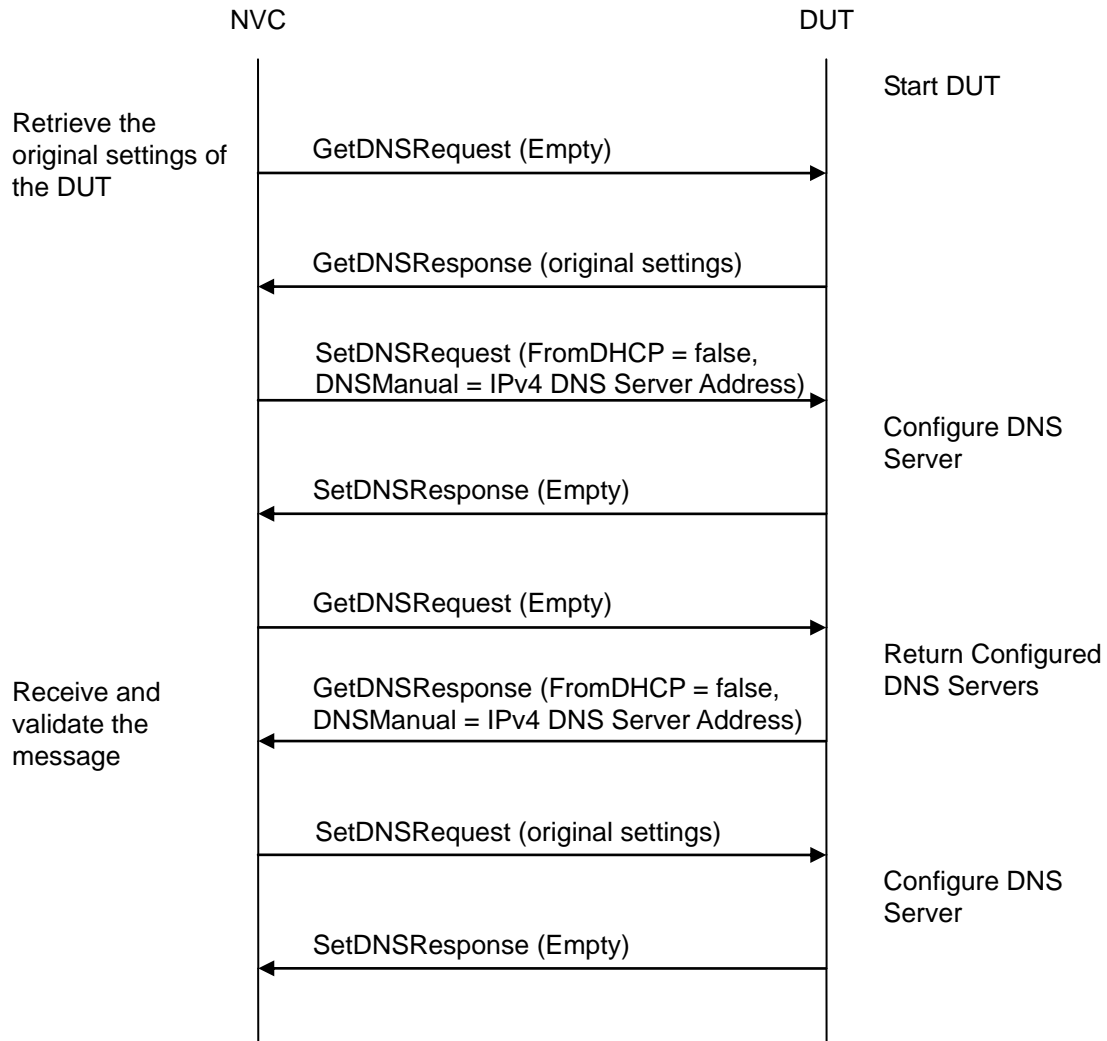 NVC
DUT
Start DUT
Retrieve the
original settings of
the DUT
GetDNSRequest (Empty)
GetDNSResponse (original settings)
SetDNSRequest (FromDHCP = false,
DNSManual = IPv4 DNS Server Address)
Configure DNS
Server
SetDNSResponse (Empty)
GetDNSRequest (Empty)
Return Configured
DNS Servers
Receive and
validate the
message
GetDNSResponse (FromDHCP = false,
DNSManual = IPv4 DNS Server Address)
SetDNSRequest (original settings)
Configure DNS
Server
SetDNSResponse (Empty)